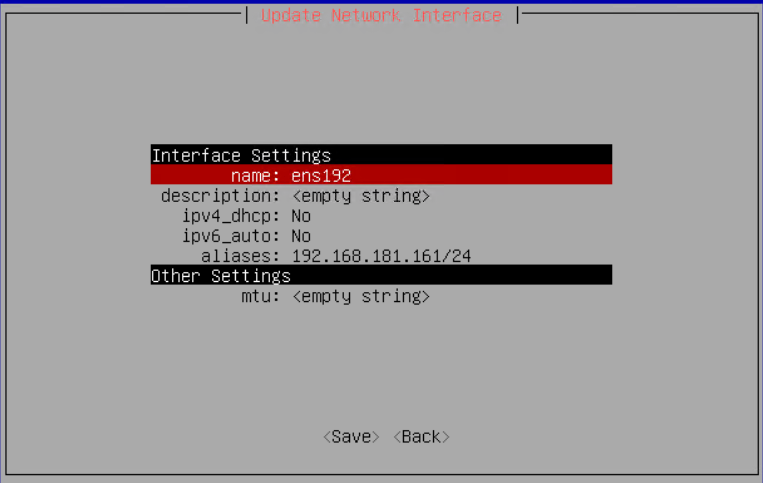 Update Network Interface
Interface Settings
name: ens192
description: <empty string>
ipv4_dhcp: No
ipv6_auto: No
aliases: 192.168.181.161/24
Other Settings
mtu: <empty string>
<Save> <Back>